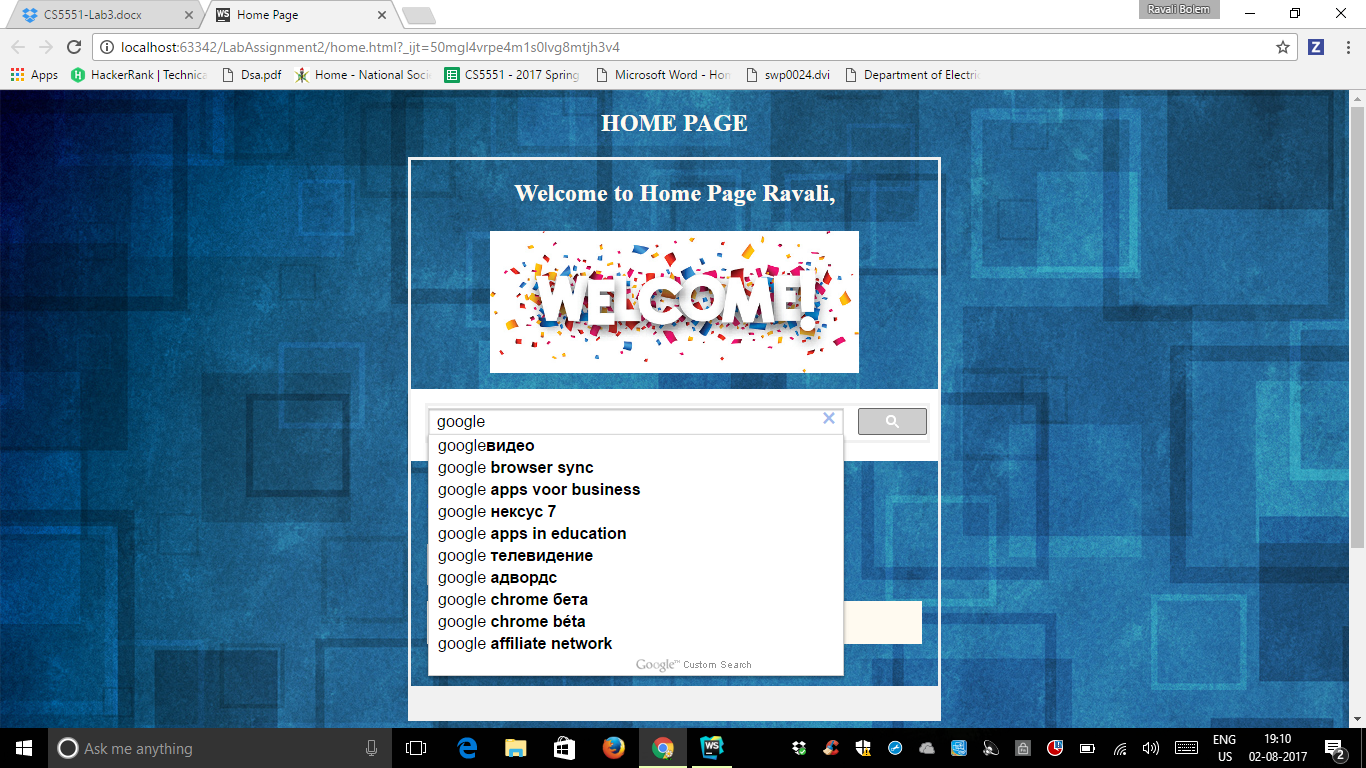 CS5551-Lab3.docx
Home Page
Ravali Bolem
localhost:63342/LabAssignment2/home.html?_ijt=50mgl4vrpe4m1s0lvg8mtjh3v4
Apps
HackerRank | Technica
Dsa.pdf
Home - National Soci
CS5551 - 2017 Spring
Microsoft Word - Hon
swp0024.dvi
Department of Electri
HOME PAGE
Welcome to Home Page Ravali,
WELCOME!
google
googleвидео
google browser sync
google apps voor business
google нексус 7
google apps in education
google телевидение
google адвордс
google chrome бета
google chrome bêta
google affiliate network
Google™ Custom Search
Ask me anything
ENG
US
19:10
02-08-2017
2